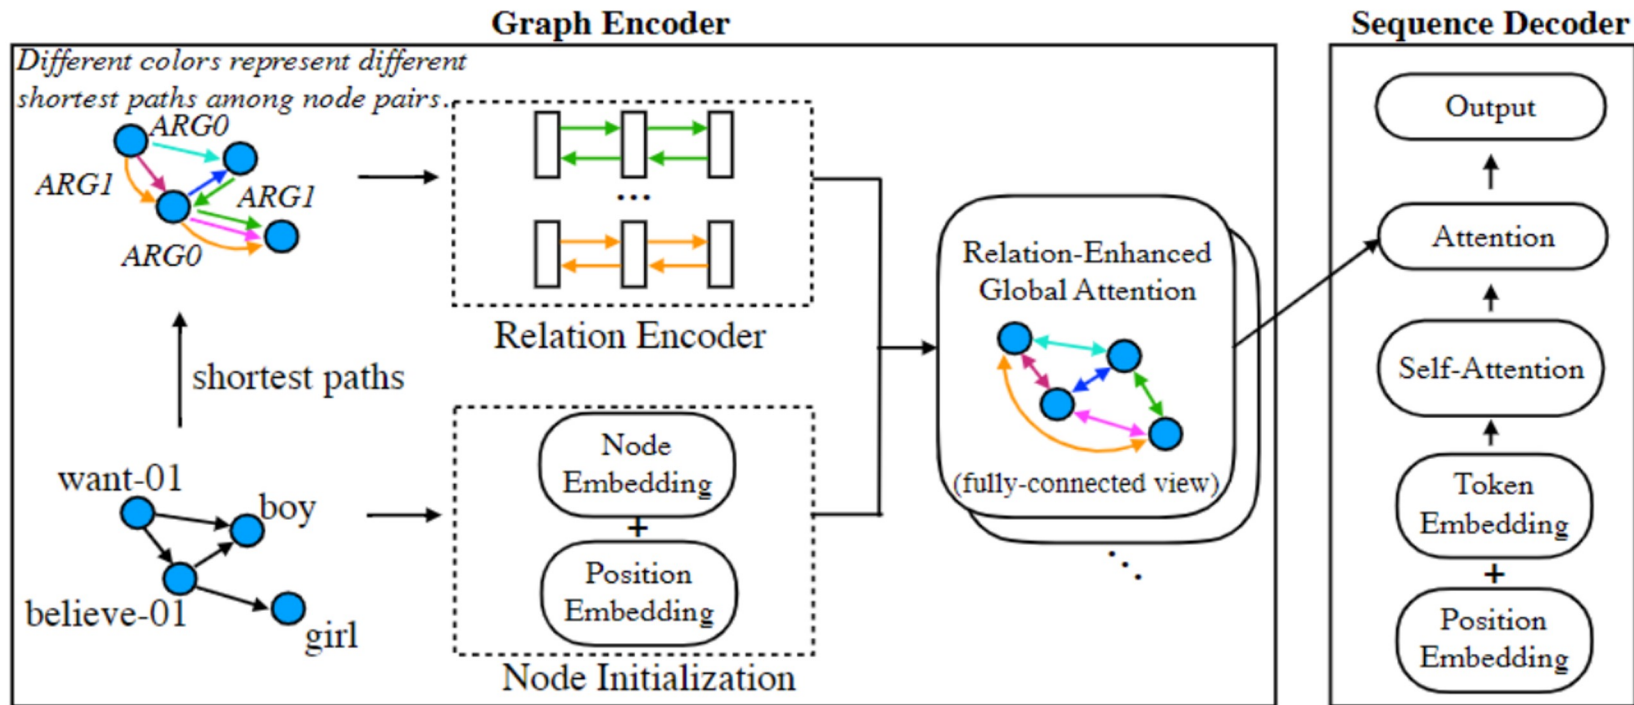 Graph Encoder
Different colors represent different
shortest paths among node pairs.
ARG0
ARG1
ARG1
ARG0
Relation Encoder
...
shortest paths
want-01
boy
believe-01
girl
Node
Embedding
+
Position
Embedding
Node Initialization
Relation-Enhanced
Global Attention
(fully-connected view)
...
Sequence Decoder
Output
Attention
Self-Attention
Token
Embedding
+
Position
Embedding